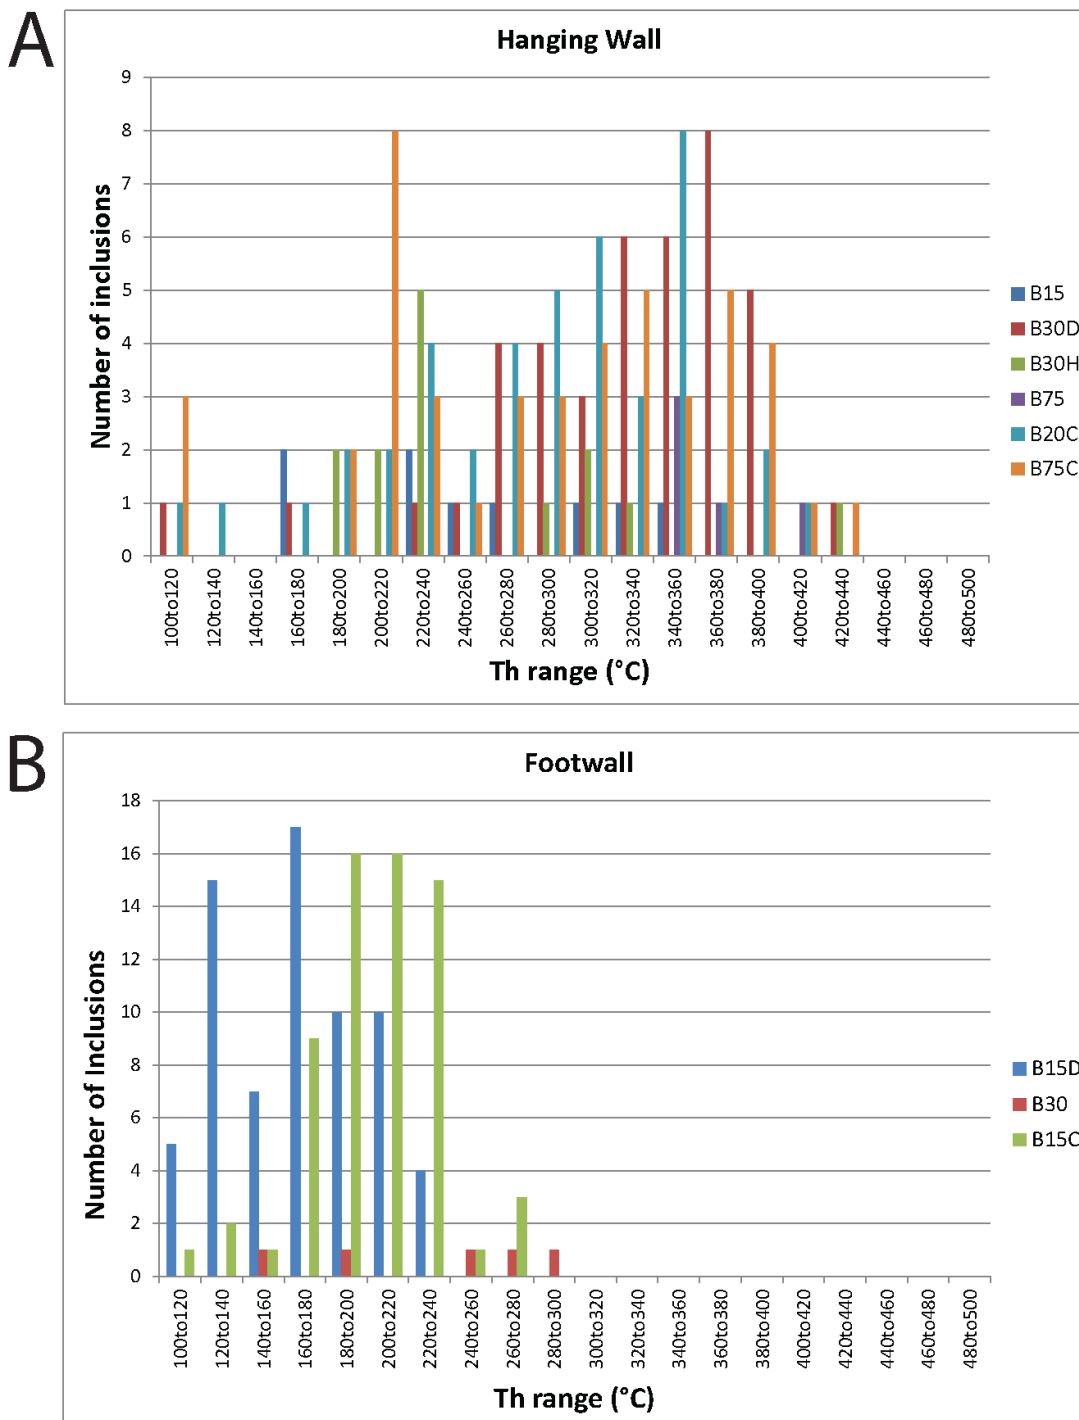 A
Hanging Wall
Number of inclusions
9
8
7
6
5
4
3
2
1
0
100to120
120to140
140to160
160to180
180to200
200to220
220to240
240to260
260to280
280to300
300to320
320to340
340to360
360to380
380to400
400to420
420to440
440to460
460to480
480to500
Th range (°C)
B15
B30D
B30H
B75
B20C
B75C
B
Footwall
Number of Inclusions
18
16
14
12
10
8
6
4
2
0
100to120
120to140
140to160
160to180
180to200
200to220
220to240
240to260
260to280
280to300
300to320
320to340
340to360
360to380
380to400
400to420
420to440
440to460
460to480
480to500
Th range (°C)
B15D
B30
B15C